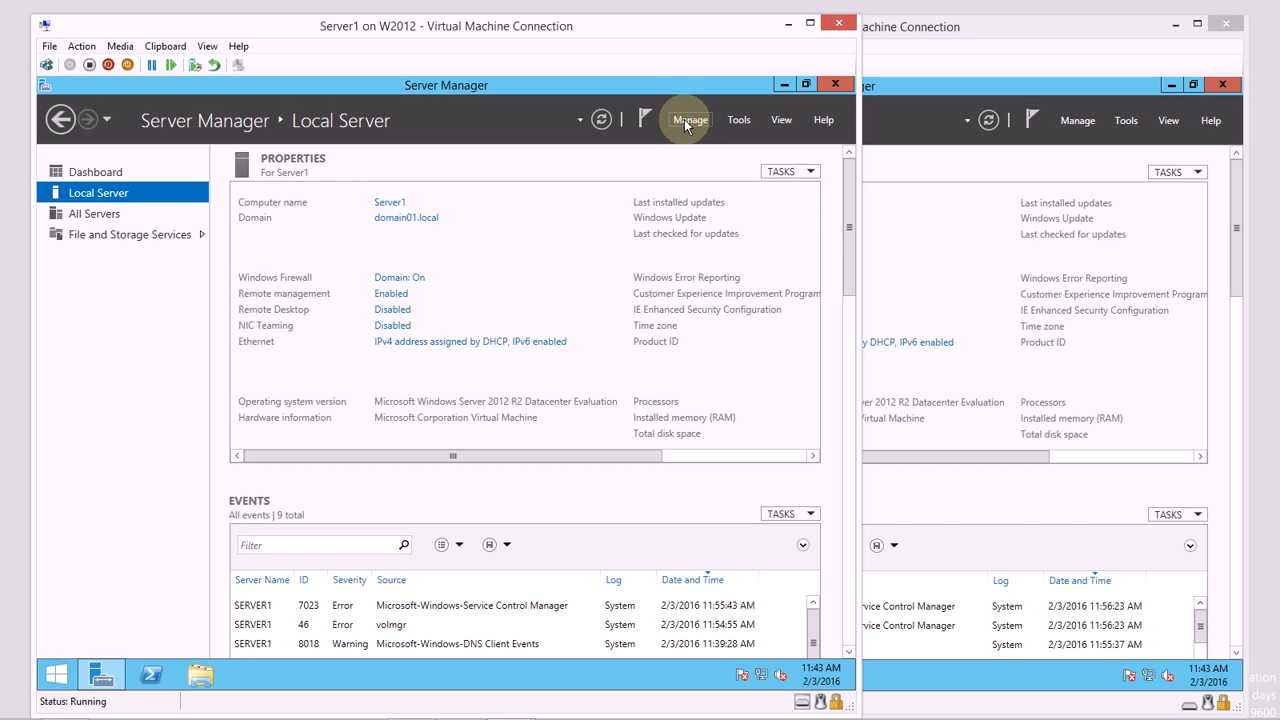 Server1 on W2012 - Virtual Machine Connection
File Action Media Clipboard View Help
Server Manager
Server Manager Local Server
Manage Tools View Help
Dashboard
Local Server
All Servers
File and Storage Services
PROPERTIES
For Server1
TASKS
Computer name Server1 Last installed updates
Domain domain01.local Windows Update
Last checked for updates
Windows Firewall Domain: On Windows Error Reporting
Remote management Enabled Customer Experience Improvement Program
Remote Desktop Disabled IE Enhanced Security Configuration
NIC Teaming Disabled Time zone
Ethernet IPv4 address assigned by DHCP, IPv6 enabled Product ID
Operating system version Microsoft Windows Server 2012 R2 Datacenter Evaluation Processors
Hardware information Microsoft Corporation Virtual Machine Installed memory (RAM)
Total disk space
EVENTS
All events | 9 total
TASKS
Filter
Server Name ID Severity Source Log Date and Time
SERVER1 7023 Error Microsoft-Windows-Service Control Manager System 2/3/2016 11:55:43 AM
SERVER1 46 Error volmgr System 2/3/2016 11:54:55 AM
SERVER1 8018 Warning Microsoft-Windows-DNS Client Events System 2/3/2016 11:39:28 AM
11:43 AM
2/3/2016
Status: Running
achine Connection
ger
Manage Tools View Help
TASKS
Last installed updates
Windows Update
Last checked for updates
Windows Error Reporting
Customer Experience Improvement Program
IE Enhanced Security Configuration
Time zone
y DHCP, IPv6 enabled Product ID
ver 2012 R2 Datacenter Evaluation Processors
irtual Machine Installed memory (RAM)
Total disk space
TASKS
Log Date and Time
vice Control Manager System 2/3/2016 11:56:23 AM
vice Control Manager System 2/3/2016 11:56:23 AM
System 2/3/2016 11:55:37 AM
11:43 AM
2/3/2016
ation
days
9600